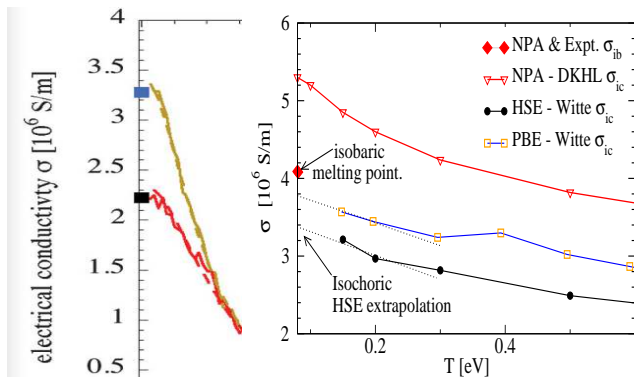 electrical conductivity σ [10⁶ S/m]
4
3.5
3
2.5
2
1.5
1
0.5
6
5
4
3
2
σ [10⁶ S/m]
NPA & Expt. σ_ib
NPA - DKHL σ_ic
HSE - Witte σ_ic
PBE - Witte σ_ic
isobaric
melting point.
Isochoric
HSE extrapolation
0.2
0.4
T [eV]